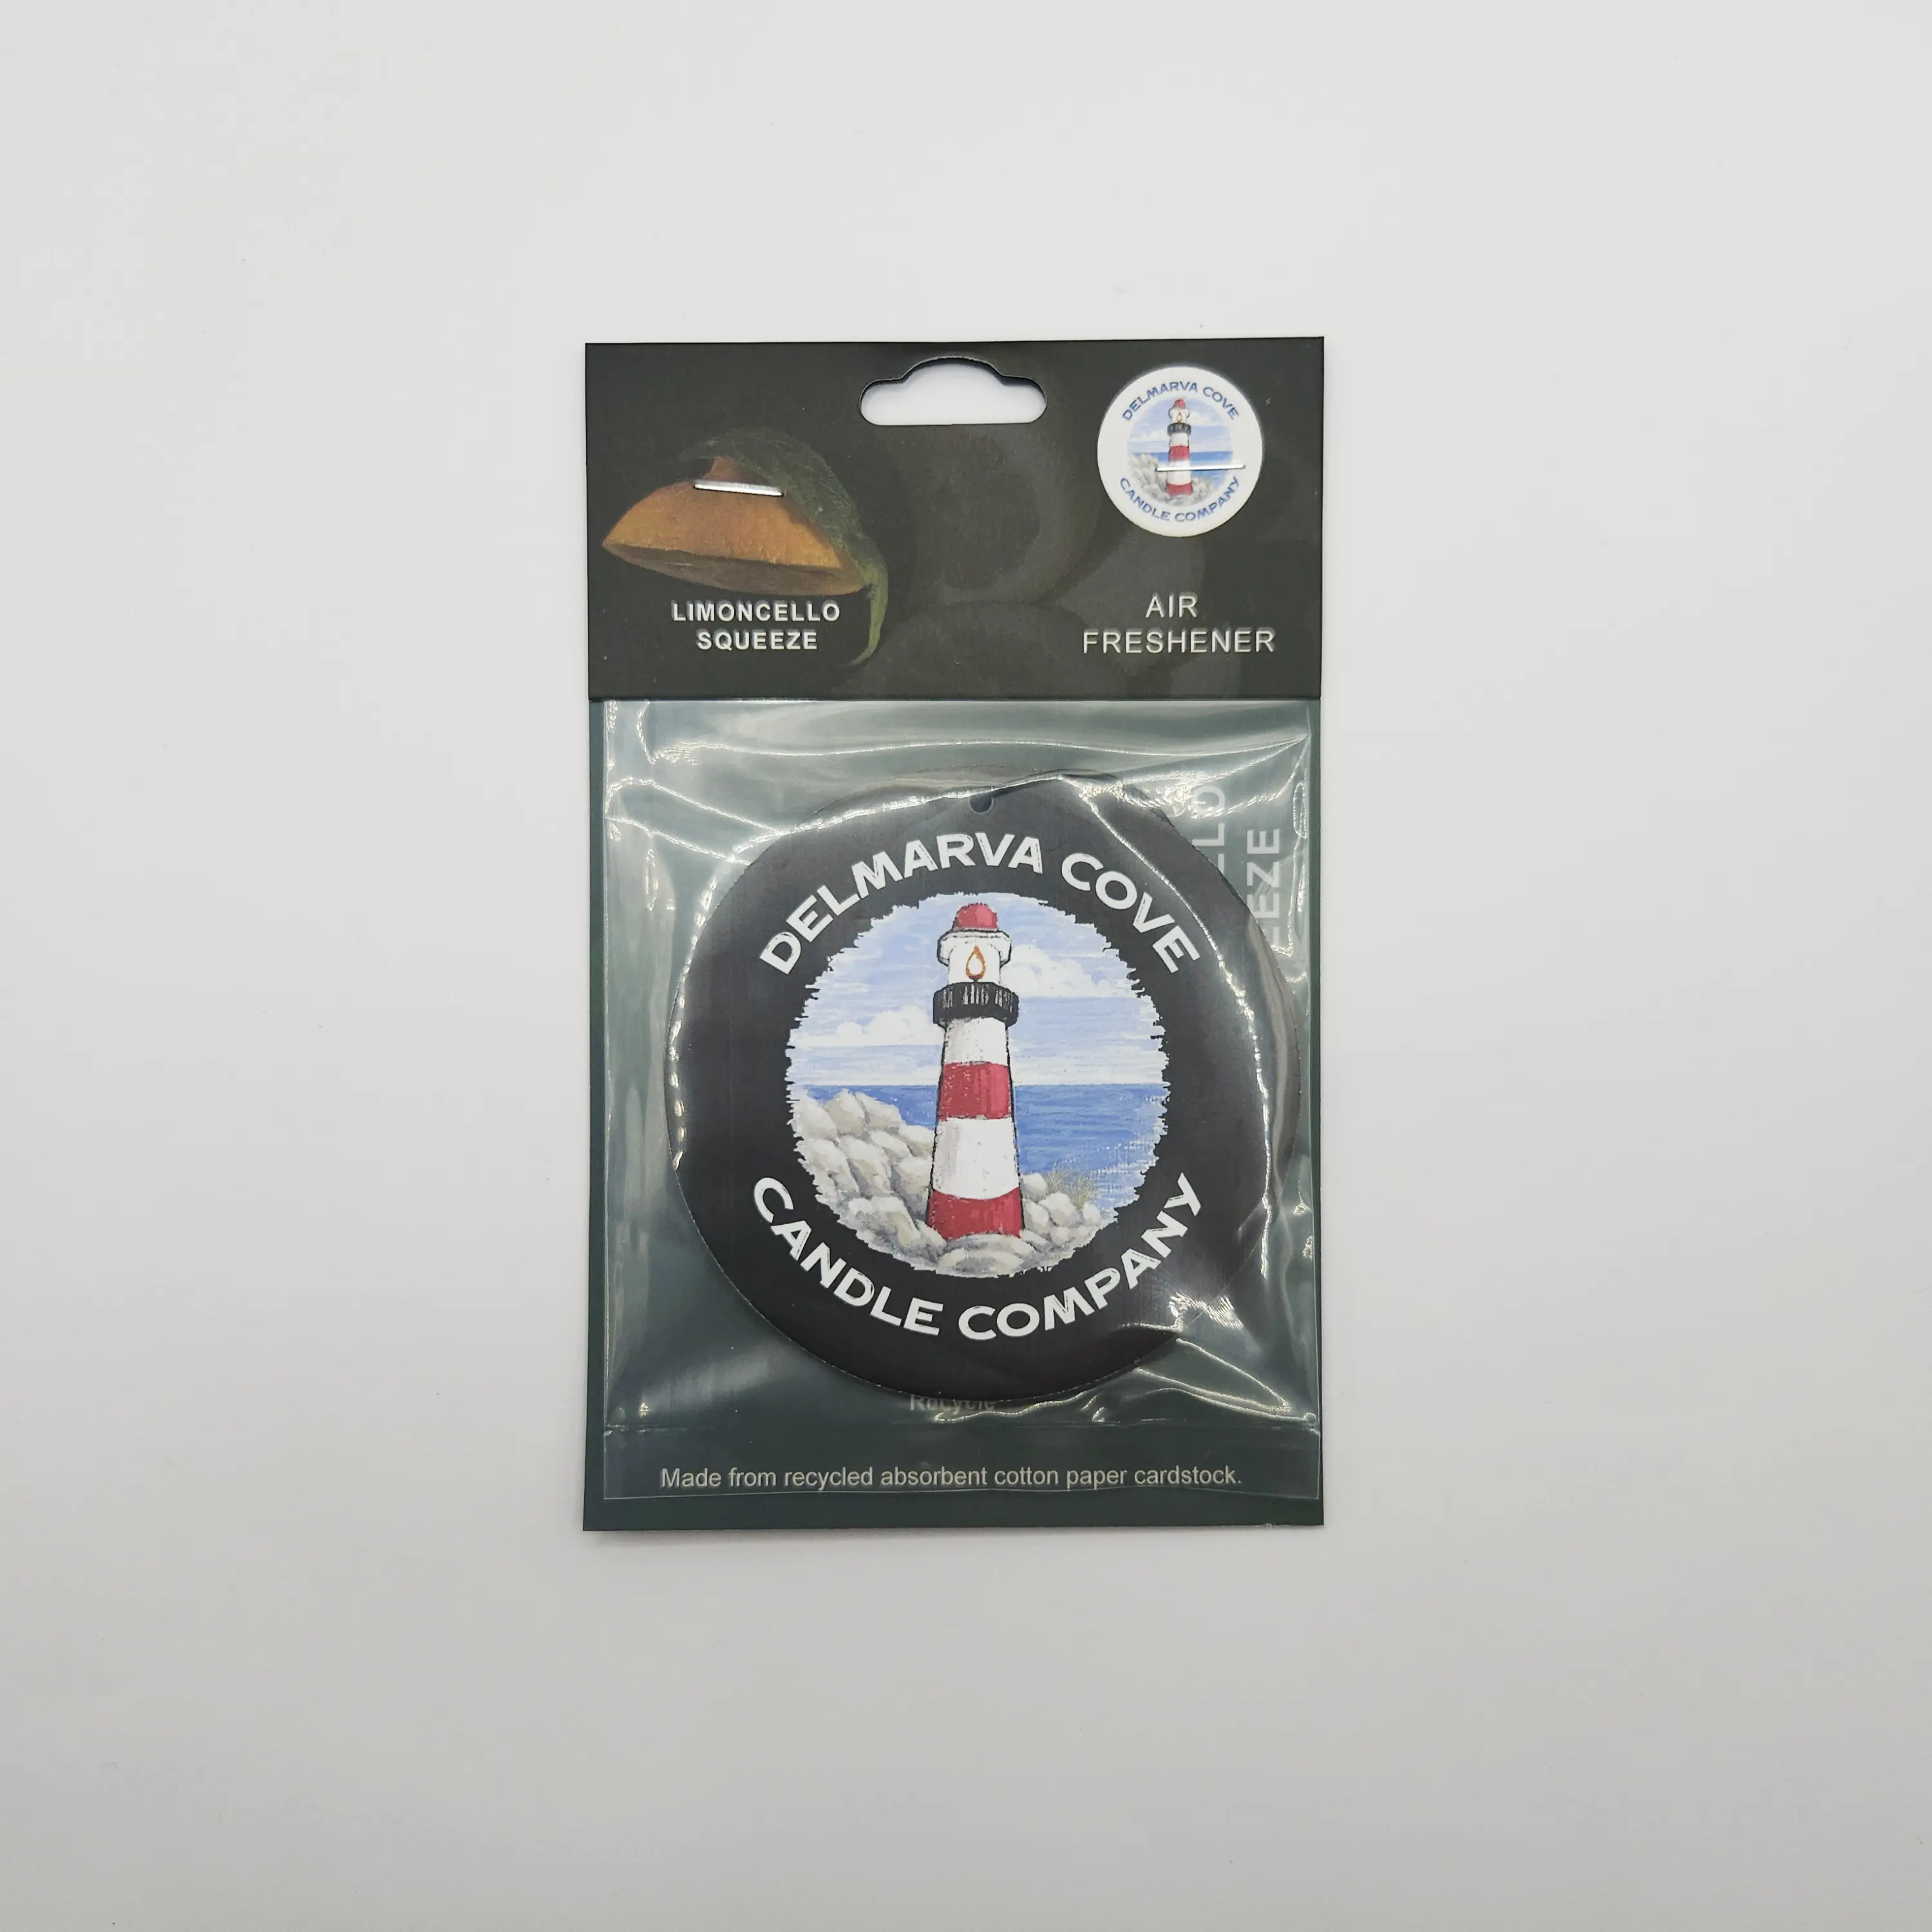 DELMARVA COVE
CANDLE COMPANY
LIMONCELLO
SQUEEZE
AIR
FRESHENER
DELMARVA COVE
CANDLE COMPANY
Recycle
Made from recycled absorbent cotton paper cardstock.